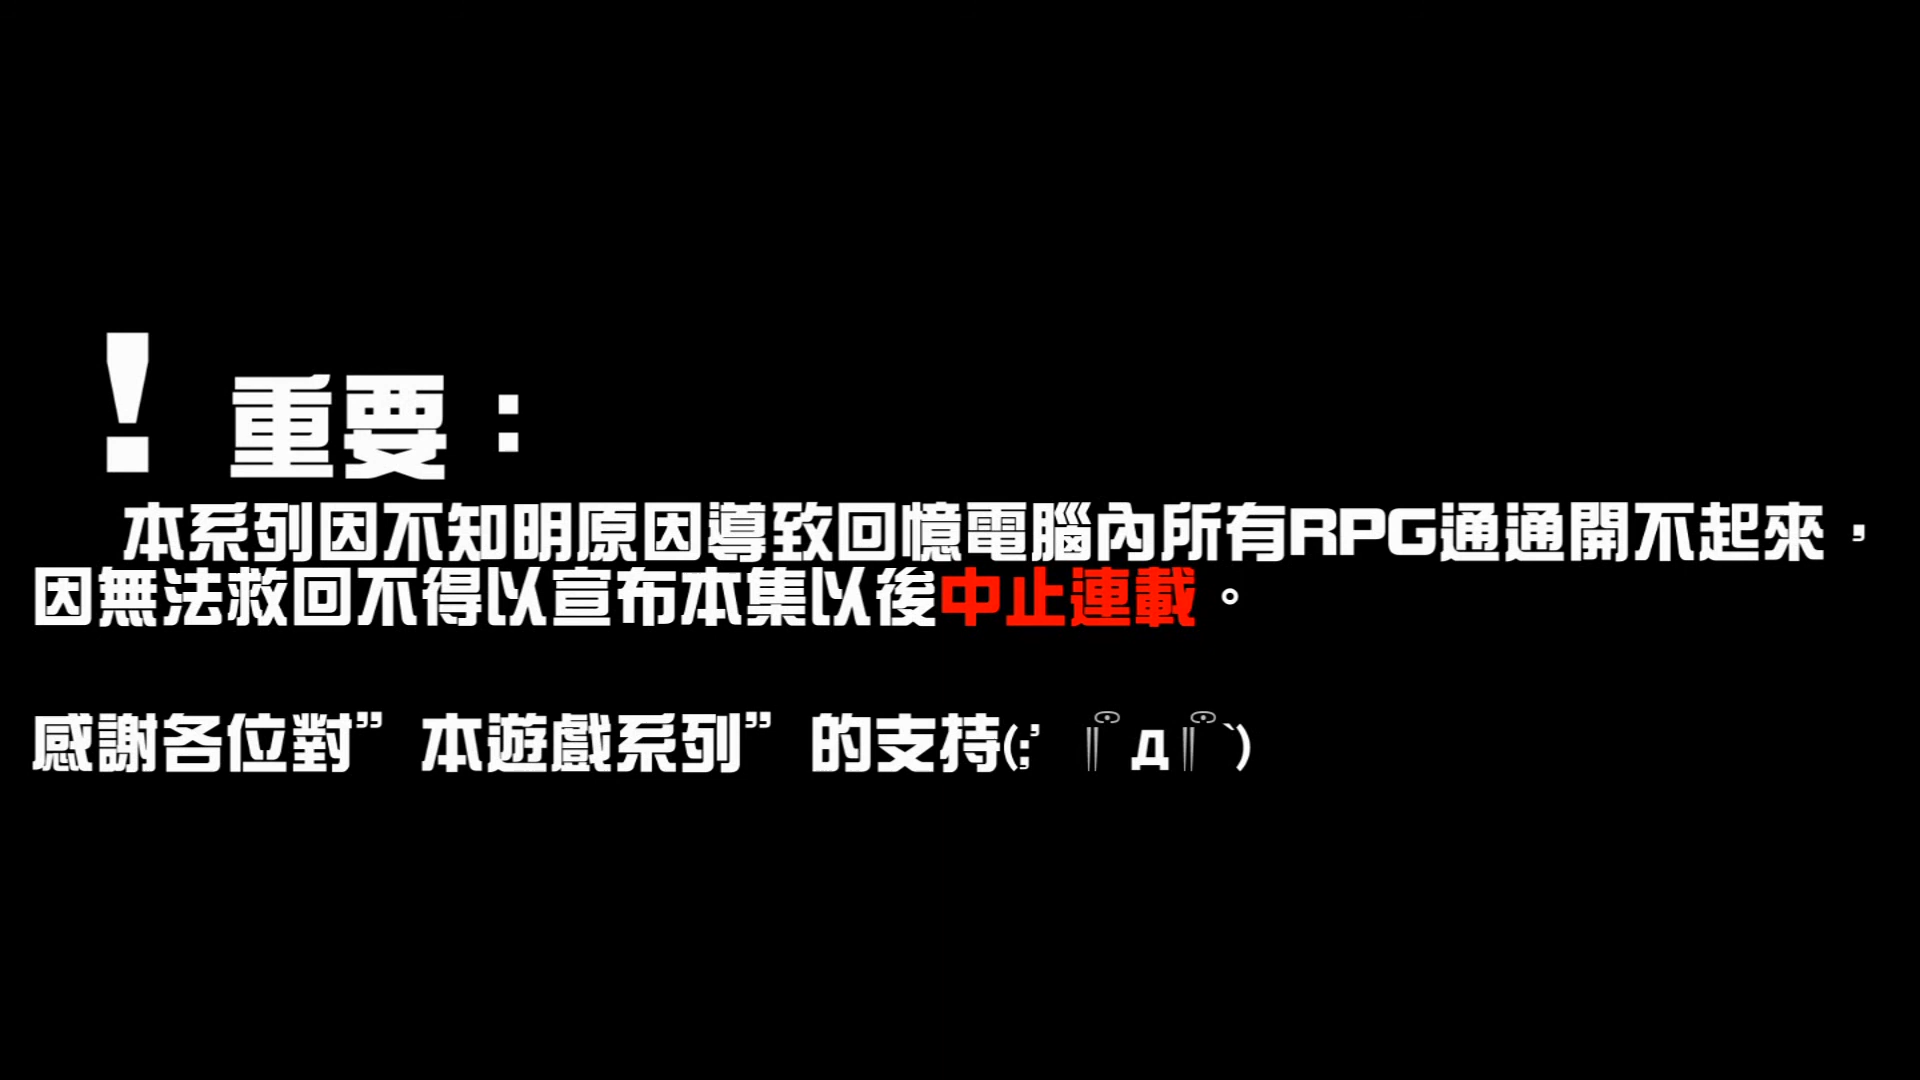 ！重要：
本系列因不知明原因導致回憶電腦內所有RPG通通開不起來，
因無法救回不得以宣布本集以後中止連載。
感謝各位對”本遊戲系列”的支持(;’༎ຶД༎ຶ`)